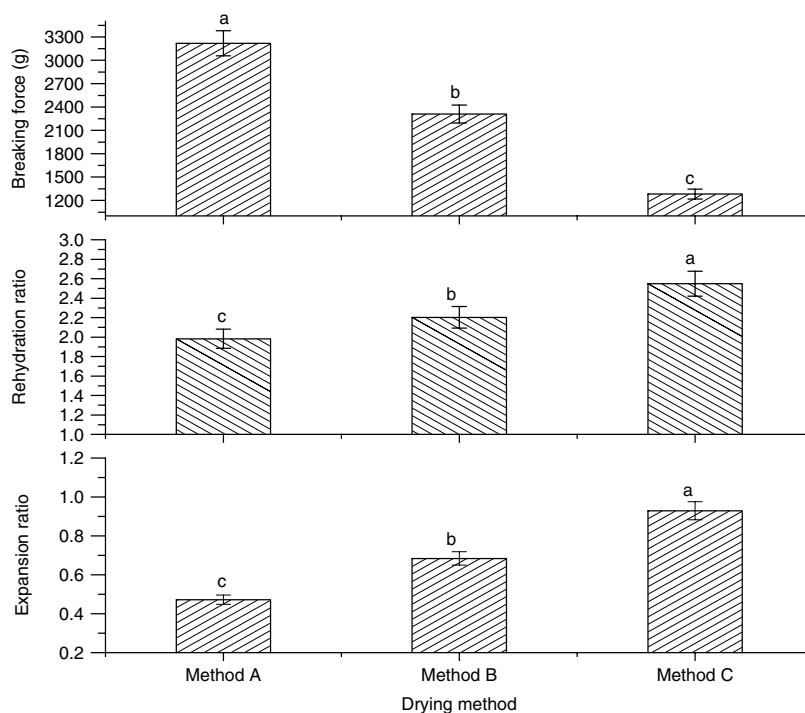 Breaking force (g)
3300
3000
2700
2400
2100
1800
1500
1200
a
b
c
Rehydration ratio
3.0
2.8
2.6
2.4
2.2
2.0
1.8
1.6
1.4
1.2
1.0
c
b
a
Expansion ratio
1.2
1.0
0.8
0.6
0.4
0.2
c
b
a
Method A Method B Method C
Drying method